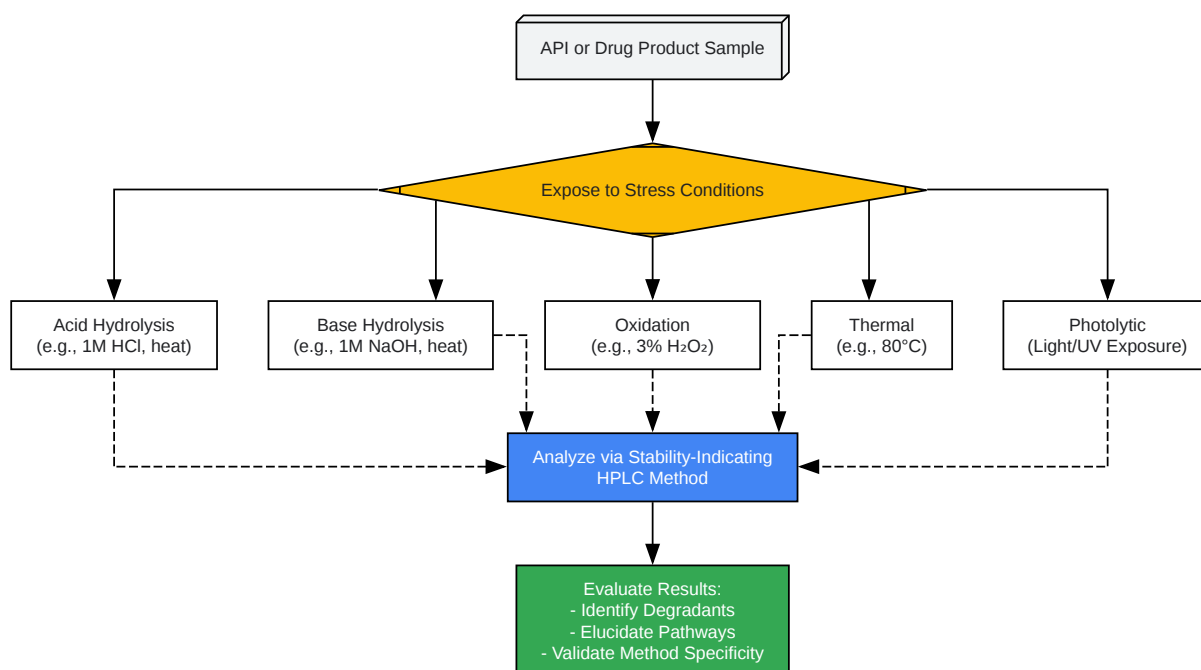 API or Drug Product Sample
Expose to Stress Conditions
Acid Hydrolysis
(e.g., 1M HCl, heat)
Base Hydrolysis
(e.g., 1M NaOH, heat)
Oxidation
(e.g., 3% H₂O₂)
Thermal
(e.g., 80°C)
Photolytic
(Light/UV Exposure)
Analyze via Stability-Indicating
HPLC Method
Evaluate Results:
- Identify Degradants
- Elucidate Pathways
- Validate Method Specificity